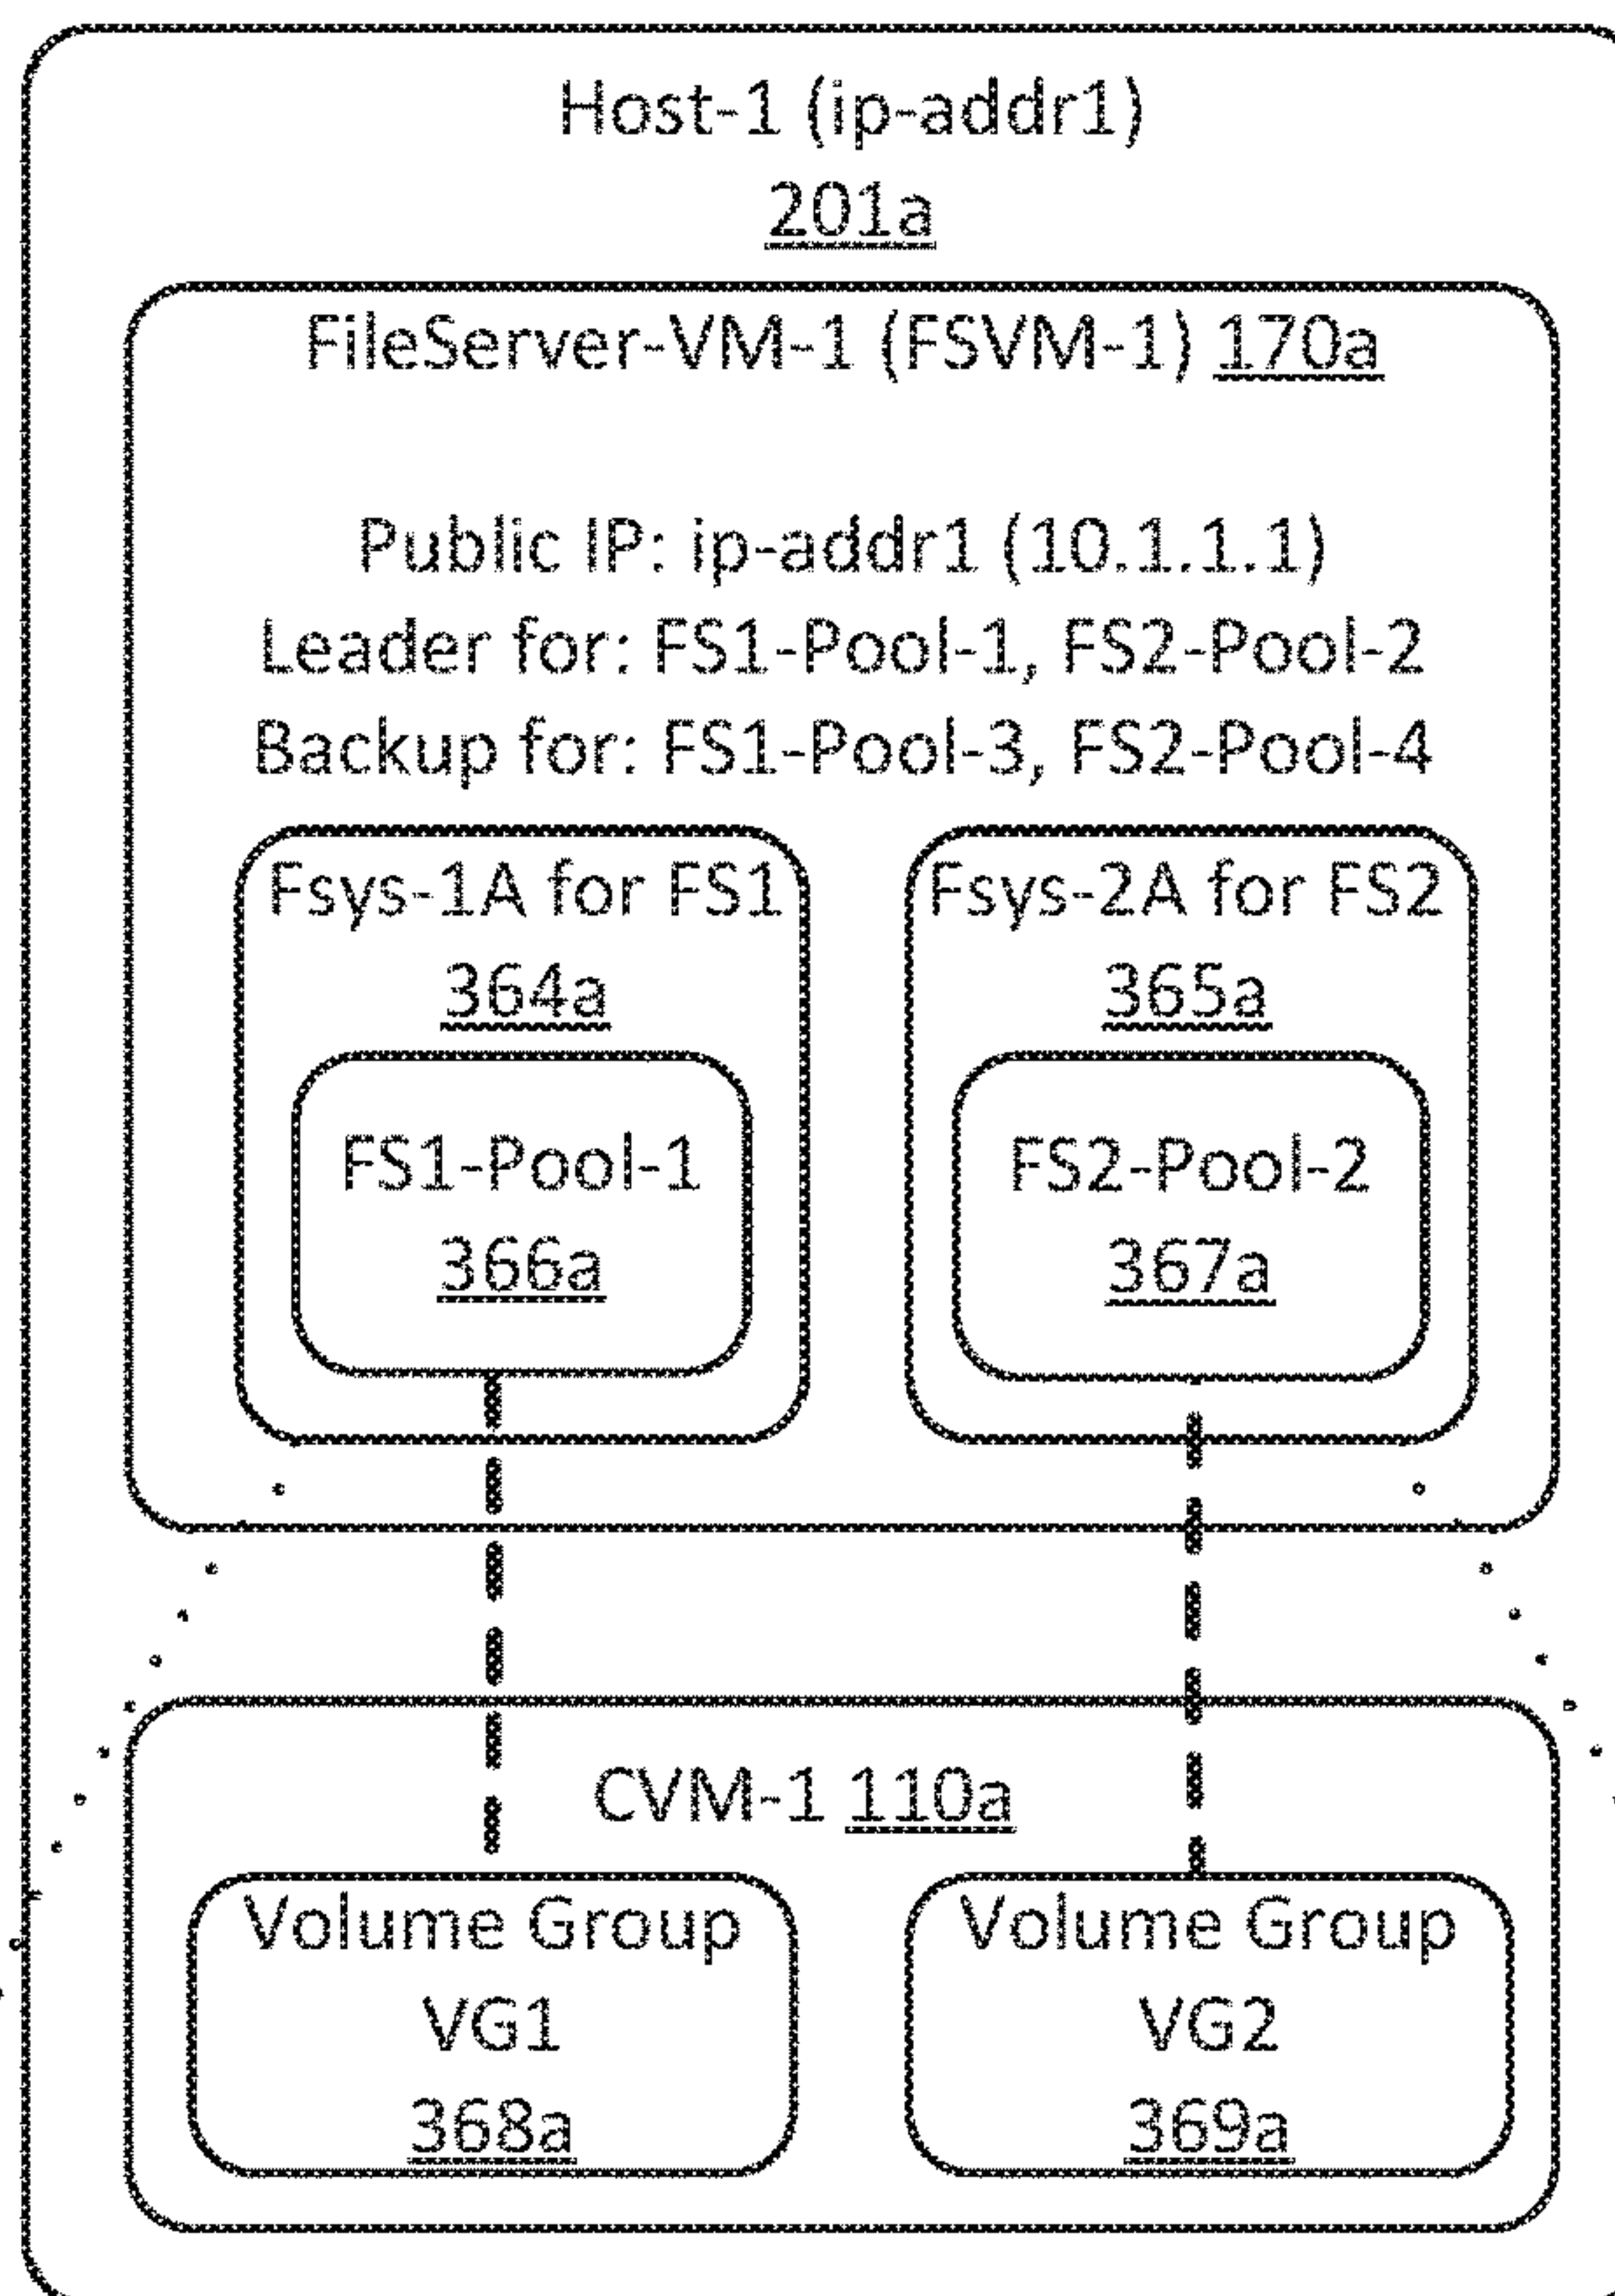 Host-1 (ip-addr1)
201a
FileServer-VM-1 (FSVM-1) 170a
Public IP: ip-addr1 (10.1.1.1)
Leader for: FS1-Pool-1, FS2-Pool-2
Backup for: FS1-Pool-3, FS2-Pool-4
Fsys-1A for FS1
364a
FS1-Pool-1
366a
Fsys-2A for FS2
365a
FS2-Pool-2
367a
CVM-1 110a
Volume Group
VG1
368a
Volume Group
VG2
369a